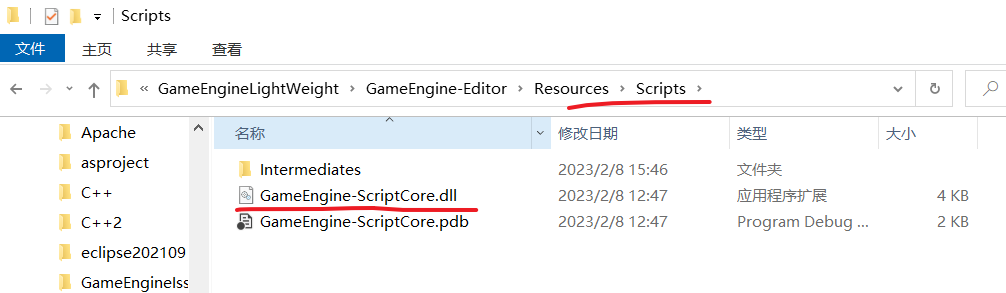 Scripts
文件 主页 共享 查看
« GameEngineLightWeight › GameEngine-Editor › Resources › Scripts ›
Apache
asproject
C++
C++2
eclipse202109
GameEngineIss
名称 修改日期 类型 大小
Intermediates 2023/2/8 15:46 文件夹
GameEngine-ScriptCore.dll 2023/2/8 12:47 应用程序扩展 4 KB
GameEngine-ScriptCore.pdb 2023/2/8 12:47 Program Debug ... 2 KB